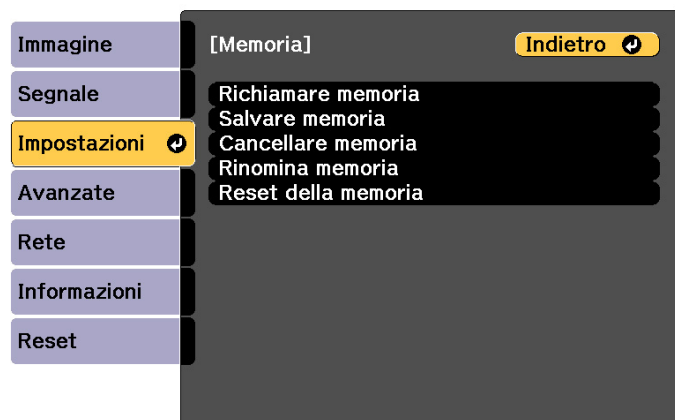 Immagine
Segnale
Impostazioni
Avanzate
Rete
Informazioni
Reset
[Memoria]
Indietro
Richiamare memoria
Salvare memoria
Cancellare memoria
Rinomina memoria
Reset della memoria